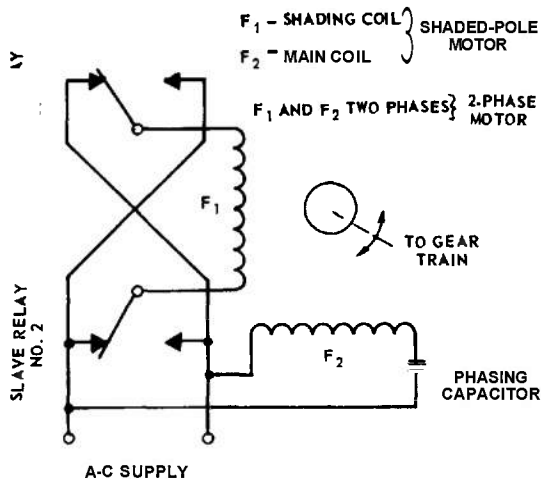 F1 – SHADING COIL
F2 – MAIN COIL
SHADED-POLE
MOTOR
F1 AND F2 TWO PHASES
2-PHASE
MOTOR
F1
TO GEAR
TRAIN
SLAVE RELAY
NO. 2
F2
PHASING
CAPACITOR
A-C SUPPLY